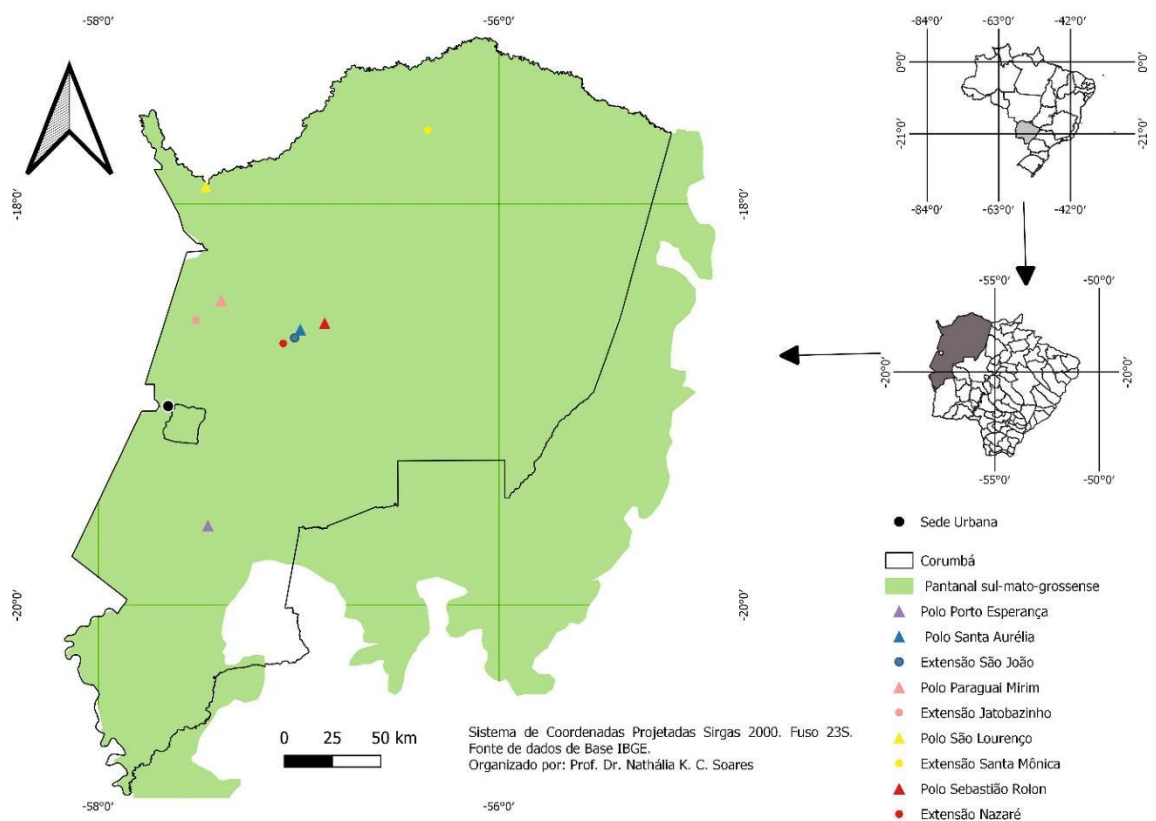 -58°0'
-56°0'
-18°0'
-18°0'
-20°0'
-20°0'
-58°0'
-56°0'
0 25 50 km
Sistema de Coordenadas Projetadas Sirgas 2000. Fuso 23S.
Fonte de dados de Base IBGE.
Organizado por: Prof. Dr. Nathália K. C. Soares
-84°0' -63°0' -42°0'
0°0'
0°0'
-21°0'
-21°0'
-84°0' -63°0' -42°0'
-55°0' -50°0'
-20°0'
-20°0'
-55°0' -50°0'
Sede Urbana
Corumbá
Pantanal sul-mato-grossense
Polo Porto Esperança
Polo Santa Aurélia
Extensão São João
Polo Paraguai Mirim
Extensão Jatobazinho
Polo São Lourenço
Extensão Santa Mônica
Polo Sebastião Rolon
Extensão Nazaré